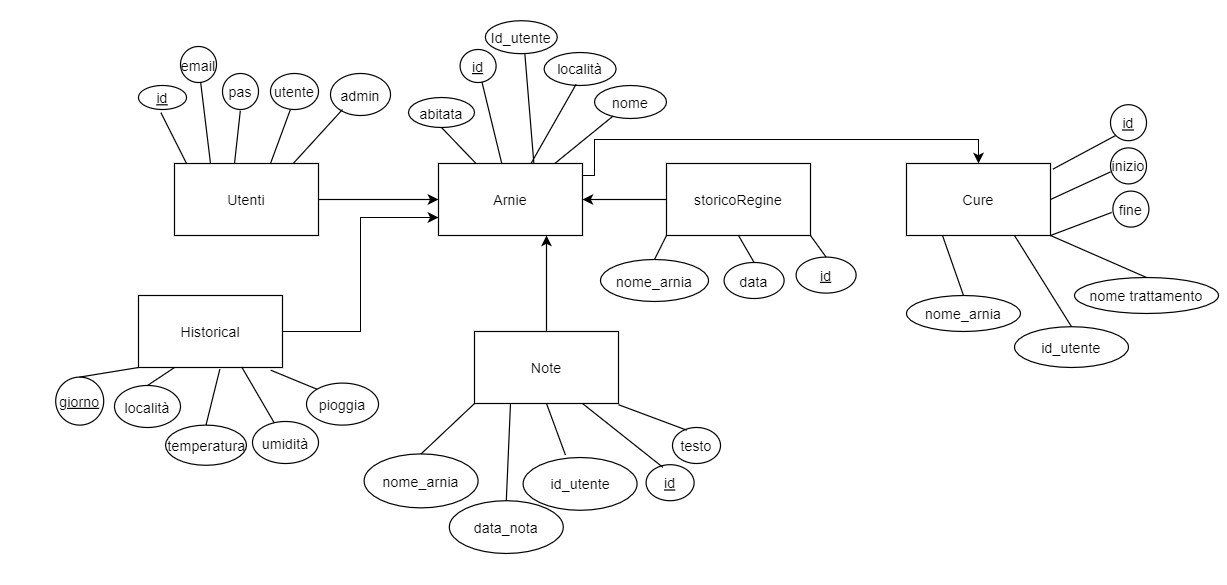 Id_utente
email
id
località
pas
utente
admin
id
nome
abitata
id
inizio
Utenti
Arnie
storicoRegine
Cure
fine
nome_arnia
data
id
nome trattamento
nome_arnia
Historical
id_utente
Note
giorno
località
pioggia
temperatura
umidità
testo
nome_arnia
id_utente
id
data_nota